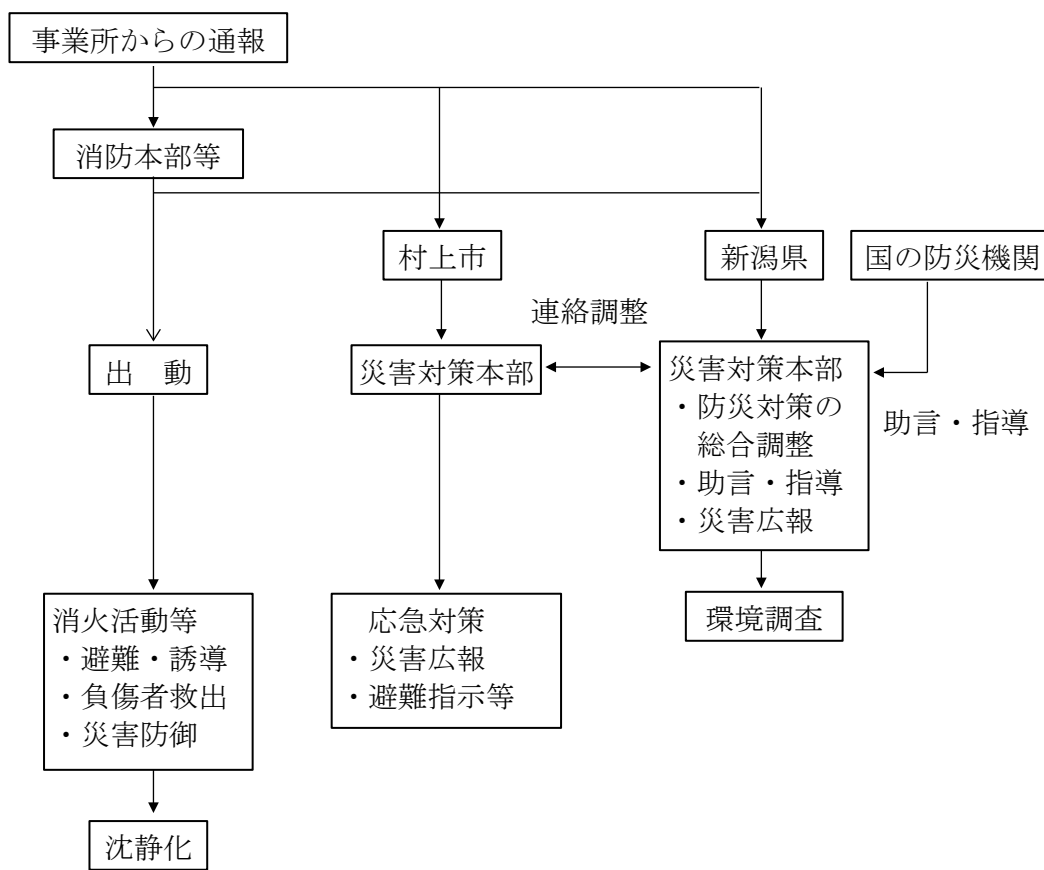 事業所からの通報
消防本部等
村上市
新潟県
国の防災機関
連絡調整
出　動
災害対策本部
災害対策本部
・防災対策の
総合調整
・助言・指導
・災害広報
助言・指導
消火活動等
・避難・誘導
・負傷者救出
・災害防御
応急対策
・災害広報
・避難指示等
環境調査
沈静化